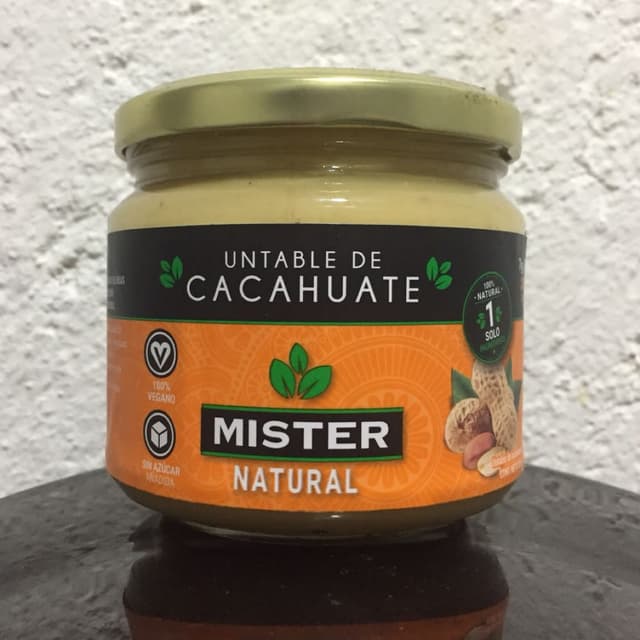 UNTABLE DE
CACAHUATE
100%
NATURAL
1
SOLO
100%
VEGANO
MISTER
NATURAL
SIN AZÚCAR
AÑADIDA